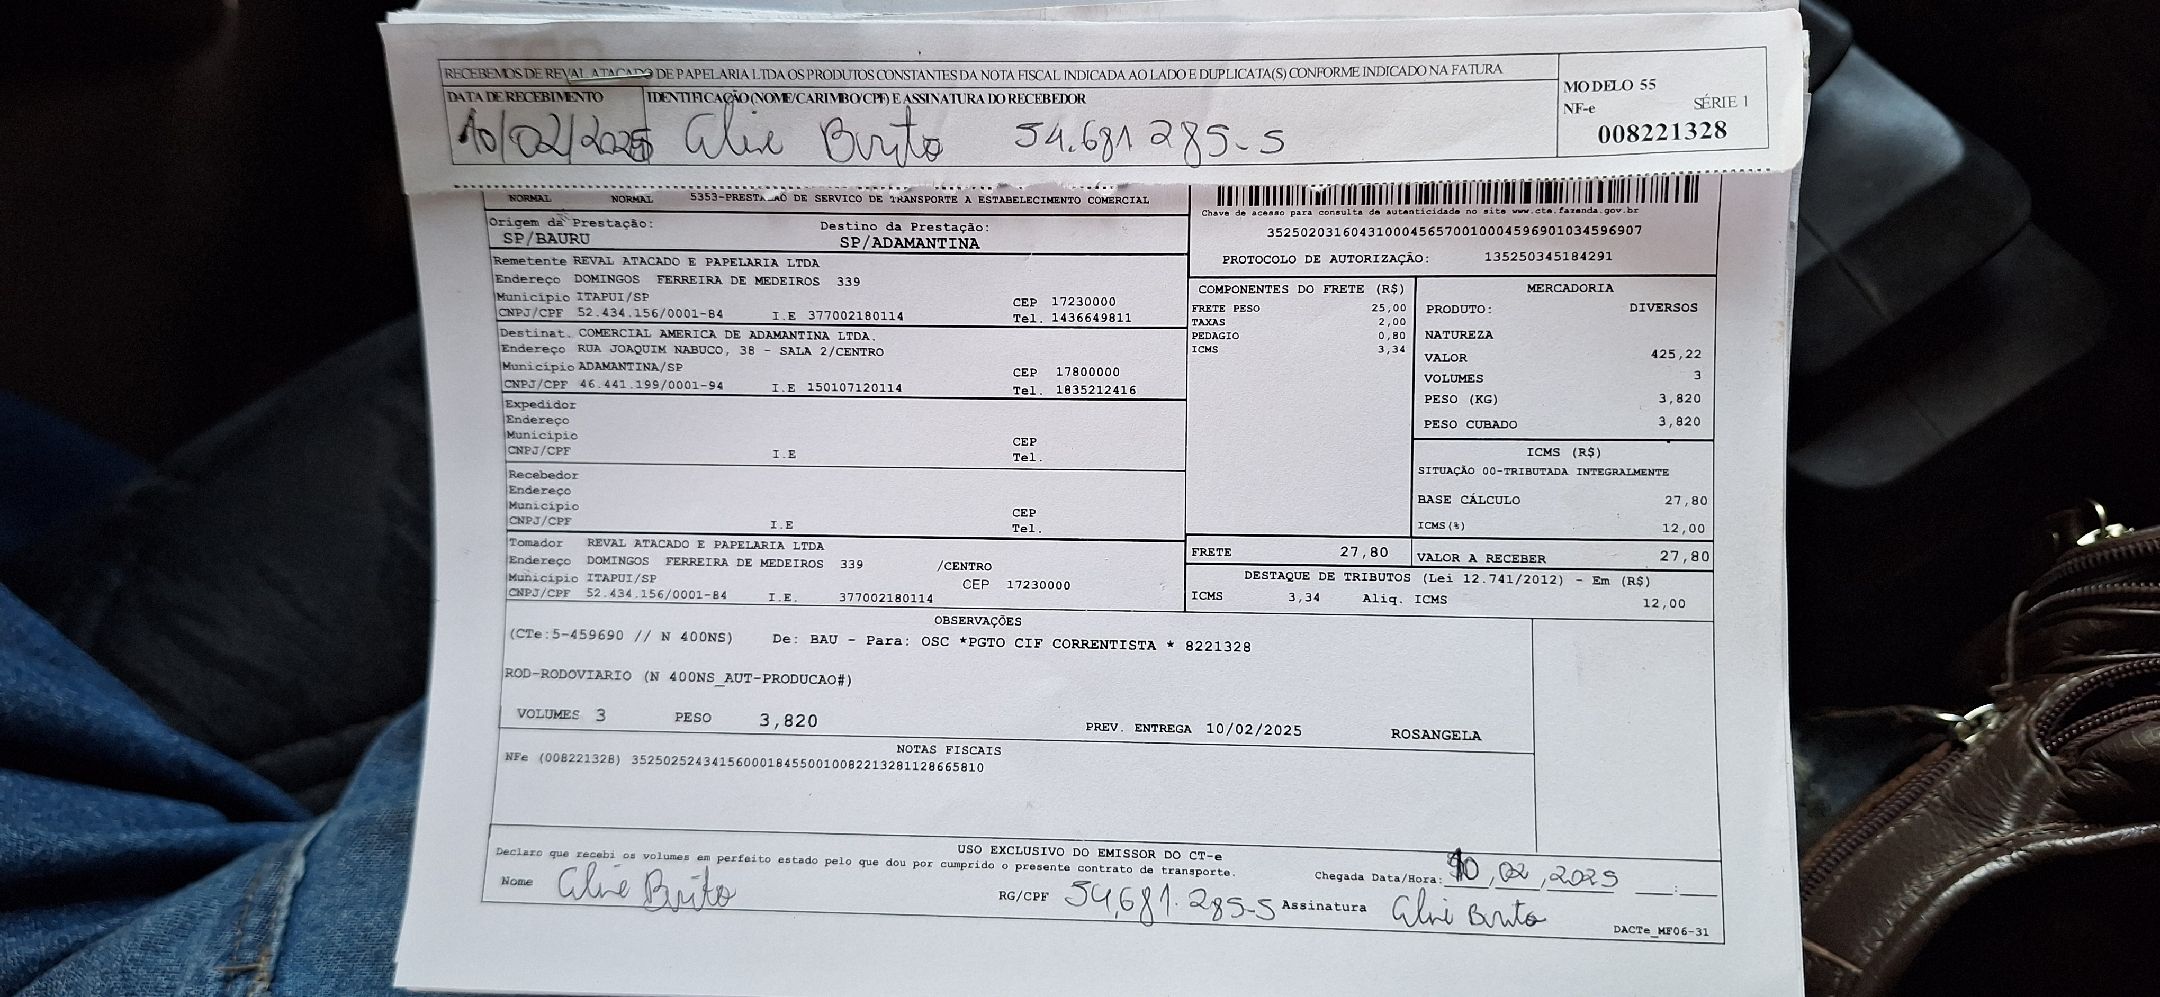 RECEBEMOS DE REVAL ATACADO DE PAPELARIA LTDA OS PRODUTOS CONSTANTES DA NOTA FISCAL INDICADA AO LADO E DUPLICATA(S) CONFORME INDICADO NA FATURA
DATA DE RECEBIMENTO IDENTIFICAÇÃO (NOME/CARIMBO/CPF) E ASSINATURA DO RECEBEDOR
10/02/2025 Brito 54.681 285-5
MODELO 55
NF-e SÉRIE 1
008221328
NORMAL NORMAL 5353-PRESTAÇÃO DE SERVICO DE TRANSPORTE A ESTABELECIMENTO COMERCIAL
Origem da Prestação: Destino da Prestação:
SP/BAURU SP/ADAMANTINA
Chave de acesso para consulta de autenticidade no site www.cte.fazenda.gov.br
35250203160431000456570010004596901034596907
PROTOCOLO DE AUTORIZAÇÃO: 135250345184291
Remetente REVAL ATACADO E PAPELARIA LTDA
Endereço DOMINGOS FERREIRA DE MEDEIROS 339
Município ITAPUI/SP CEP 17230000
CNPJ/CPF 52.434.156/0001-84 I.E 377002180114 Tel. 1436649811
Destinat. COMERCIAL AMERICA DE ADAMANTINA LTDA.
Endereço RUA JOAQUIM NABUCO, 38 - SALA 2/CENTRO
Município ADAMANTINA/SP CEP 17800000
CNPJ/CPF 46.441.199/0001-94 I.E 150107120114 Tel. 1835212416
Expedidor
Endereço
Município CEP
CNPJ/CPF I.E Tel.
Recebedor
Endereço
Município CEP
CNPJ/CPF I.E Tel.
Tomador REVAL ATACADO E PAPELARIA LTDA
Endereço DOMINGOS FERREIRA DE MEDEIROS 339 /CENTRO
Município ITAPUI/SP CEP 17230000
CNPJ/CPF 52.434.156/0001-84 I.E. 377002180114
COMPONENTES DO FRETE (R$)
FRETE PESO 25,00
TAXAS 2,00
PEDAGIO 0,80
ICMS 3,34
MERCADORIA
PRODUTO: DIVERSOS
NATUREZA
VALOR 425,22
VOLUMES 3
PESO (KG) 3,820
PESO CUBADO 3,820
ICMS (R$)
SITUAÇÃO 00-TRIBUTADA INTEGRALMENTE
BASE CÁLCULO 27,80
ICMS(%) 12,00
FRETE 27,80 VALOR A RECEBER 27,80
DESTAQUE DE TRIBUTOS (Lei 12.741/2012) - Em (R$)
ICMS 3,34 Aliq. ICMS 12,00
OBSERVAÇÕES
(CTe:5-459690 // N 400NS) De: BAU - Para: OSC *PGTO CIF CORRENTISTA * 8221328
ROD-RODOVIARIO (N 400NS_AUT-PRODUCAO#)
VOLUMES 3 PESO 3,820 PREV. ENTREGA 10/02/2025 ROSANGELA
NOTAS FISCAIS
NFe (008221328) 35250252434156000184550010082213281128665810
USO EXCLUSIVO DO EMISSOR DO CT-e
Declaro que recebi os volumes em perfeito estado pelo que dou por cumprido o presente contrato de transporte.
Chegada Data/Hora: 10,02,2025 __:__
Nome Brito RG/CPF 54,681.285-5 Assinatura Brito
DACTe_MF06-31